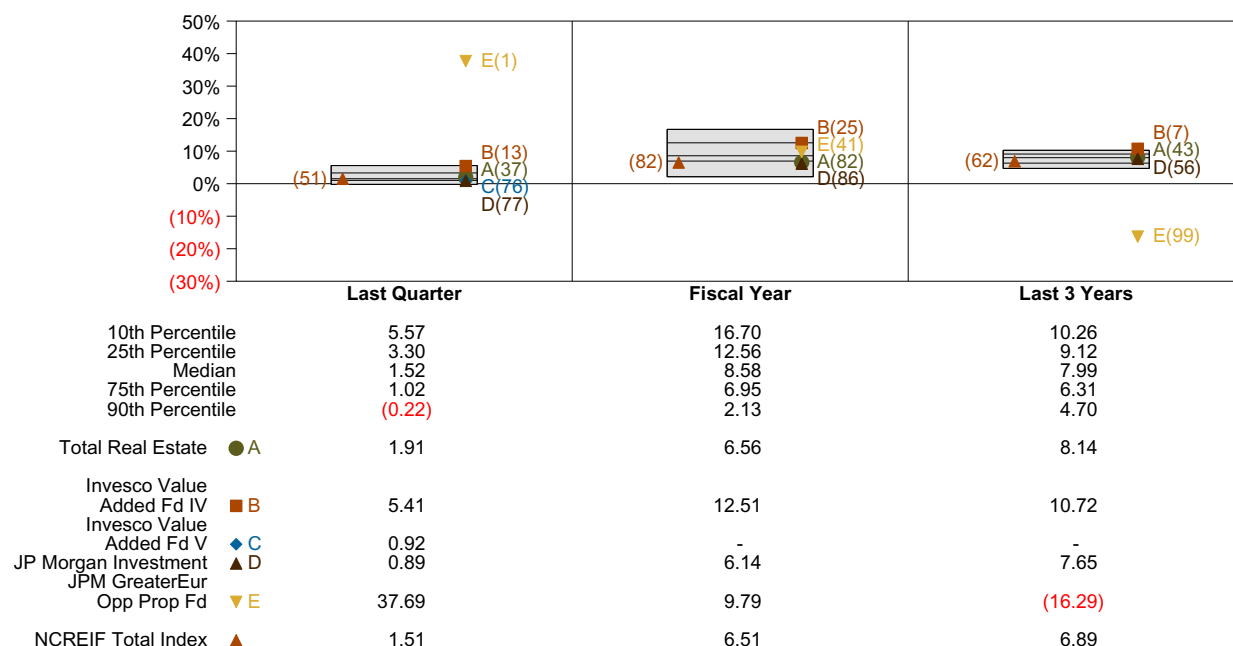 50%
40%
30%
20%
10%
0%
(10%)
(20%)
(30%)
E(1)
B(13)
(51)
A(37)
C(76)
D(77)
B(25)
E(41)
(82)
A(82)
D(86)
B(7)
A(43)
(62)
D(56)
E(99)
Last Quarter Fiscal Year Last 3 Years
10th Percentile 5.57 16.70 10.26
25th Percentile 3.30 12.56 9.12
Median 1.52 8.58 7.99
75th Percentile 1.02 6.95 6.31
90th Percentile (0.22) 2.13 4.70
Total Real Estate A 1.91 6.56 8.14
Invesco Value
Added Fd IV B 5.41 12.51 10.72
Invesco Value
Added Fd V C 0.92 - -
JP Morgan Investment D 0.89 6.14 7.65
JPM GreaterEur
Opp Prop Fd E 37.69 9.79 (16.29)
NCREIF Total Index 1.51 6.51 6.89